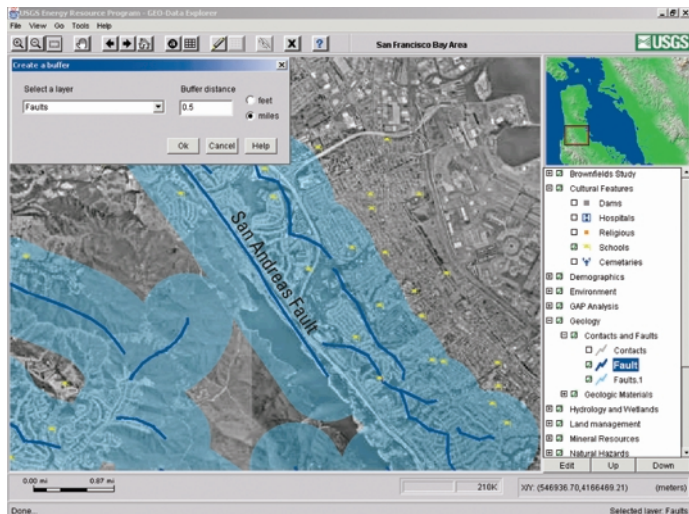 USGS Energy Resource Program - GEO-Data Explorer
File View Go Tools Help
San Francisco Bay Area
USGS
Create a buffer
Select a layer
Buffer distance
Faults
0.5
feet
miles
Ok Cancel Help
San Andreas Fault
Brownfields Study
Cultural Features
Dams
Hospitals
Religious
Schools
Cemetaries
Demographics
Environment
GAP Analysis
Geology
Contacts and Faults
Contacts
Fault
Faults.1
Geologic Materials
Hydrology and Wetlands
Land management
Mineral Resources
Natural Hazards
Edit Up Down
0.00 mi 0.87 mi
210K
X/Y: (546936.70,4166469.21) (meters)
Done...
Selected layer: Faults